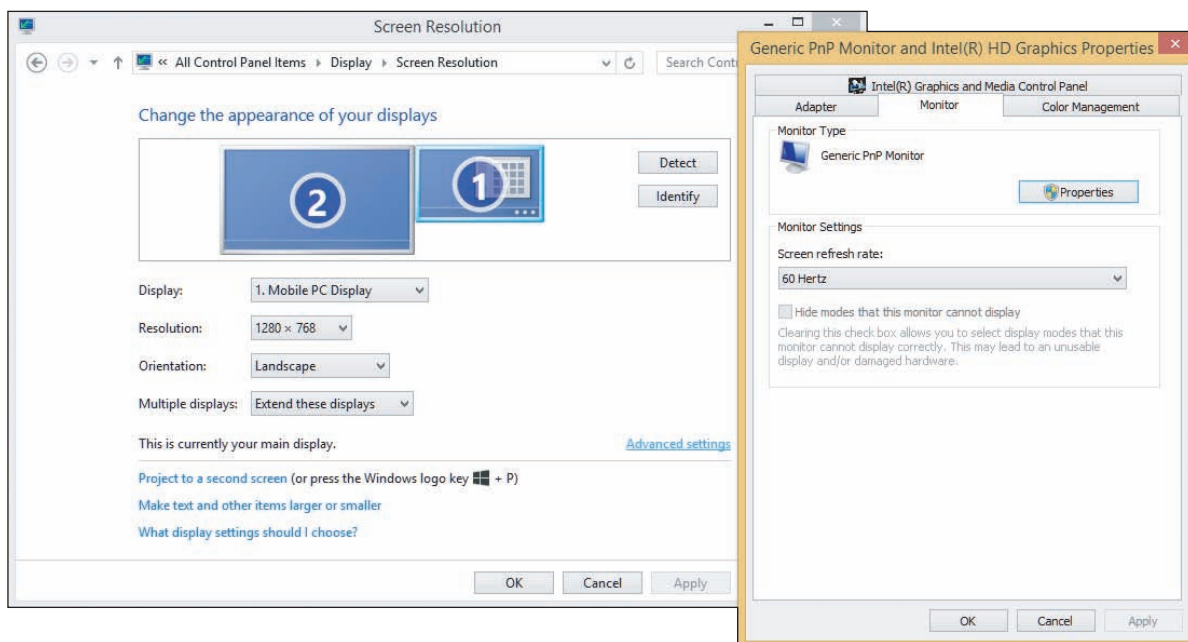 Screen Resolution
« All Control Panel Items Display Screen Resolution
Search Cont
Change the appearance of your displays
2
1
Detect
Identify
Display: 1. Mobile PC Display
Resolution: 1280 × 768
Orientation: Landscape
Multiple displays: Extend these displays
This is currently your main display. Advanced settings
Project to a second screen (or press the Windows logo key + P)
Make text and other items larger or smaller
What display settings should I choose?
OK Cancel Apply
Generic PnP Monitor and Intel(R) HD Graphics Properties
Intel(R) Graphics and Media Control Panel
Adapter Monitor Color Management
Monitor Type
Generic PnP Monitor
Properties
Monitor Settings
Screen refresh rate:
60 Hertz
Hide modes that this monitor cannot display
Clearing this check box allows you to select display modes that this
monitor cannot display correctly. This may lead to an unusable
display and/or damaged hardware.
OK Cancel Apply